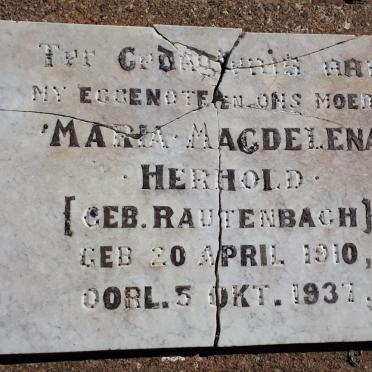 Ter Gedagtenis aan
MY EGGENOTE EN ONS MOEDER
MARIA MAGDELENA
HERHOLD
[GEB. RAUTENBACH]
GEB 20 APRIL 1910,
OORL. 5 OKT. 1937.